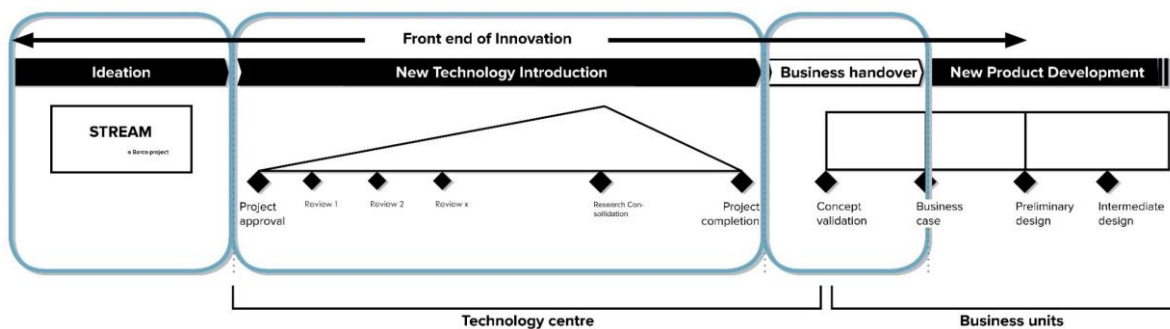 Front end of Innovation
Ideation
New Technology Introduction
Business handover
New Product Development
STREAM
a Barco project
Project
approval
Review 1
Review 2
Review x
Research Con-
sollidation
Project
completion
Concept
validation
Business
case
Preliminary
design
Intermediate
design
Technology centre
Business units